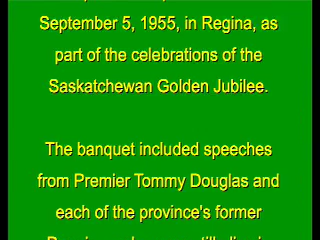 September 5, 1955, in Regina, as
part of the celebrations of the
Saskatchewan Golden Jubilee.
The banquet included speeches
from Premier Tommy Douglas and
each of the province's former